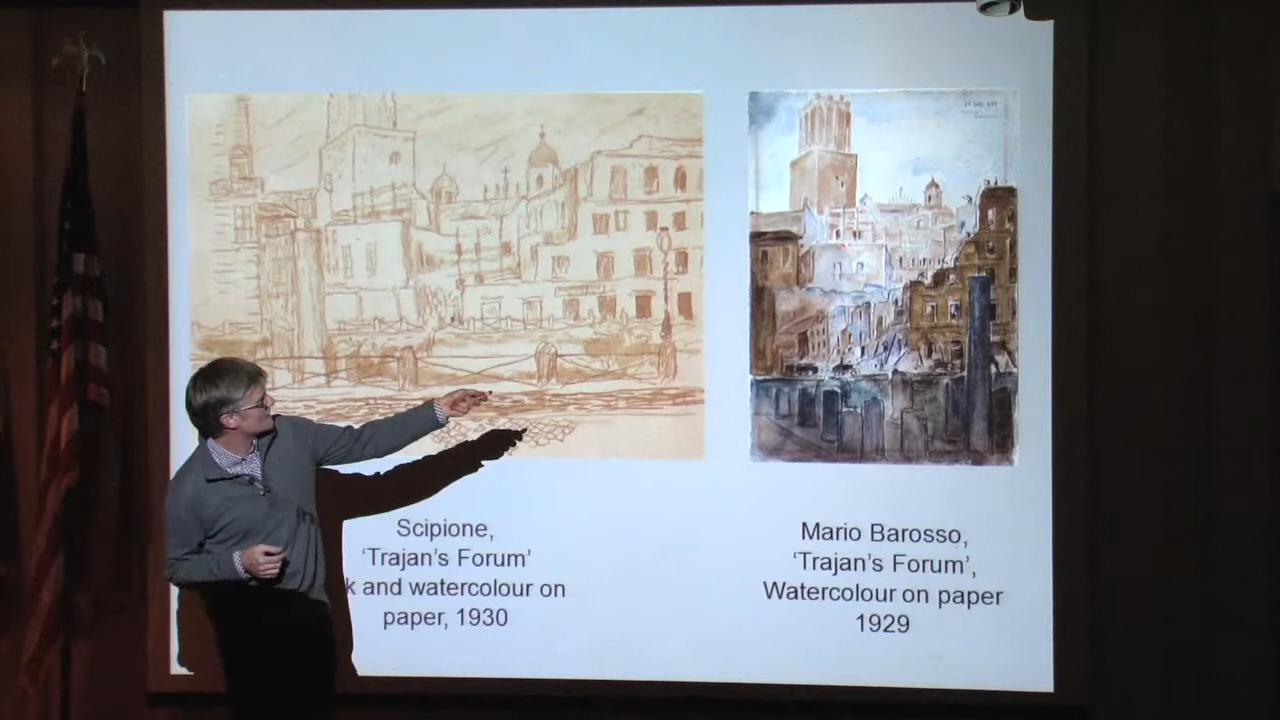 Scipione,
‘Trajan’s Forum’
k and watercolour on
paper, 1930
Mario Barosso,
‘Trajan’s Forum’,
Watercolour on paper
1929